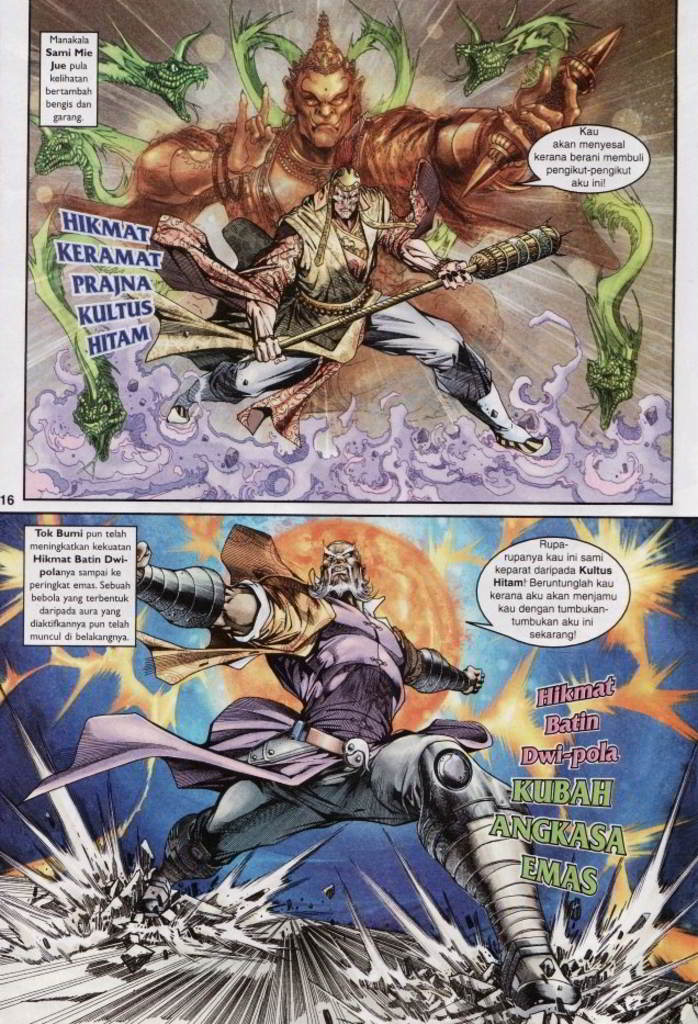 Manakala
Sami Mie
Jue pula
kelihatan
bertambah
bengis dan
garang.
Kau
akan menyesal
kerana berani membuli
pengikut-pengikut
aku ini!
HIKMAT
KERAMAT
PRAJNA
KULTUS
HITAM
16
Tok Bumi pun telah
meningkatkan kekuatan
Hikmat Batin Dwi-
polanya sampai ke
peringkat emas. Sebuah
bebola yang terbentuk
daripada aura yang
diaktifkannya pun telah
muncul di belakangnya.
Rupa-
rupanya kau ini sami
keparat daripada Kultus
Hitam! Beruntunglah kau
kerana aku akan menjamu
kau dengan tumbukan-
tumbukan aku ini
sekarang!
Hikmat
Batin
Dwi-pola
KUBAH
ANGKASA
EMAS